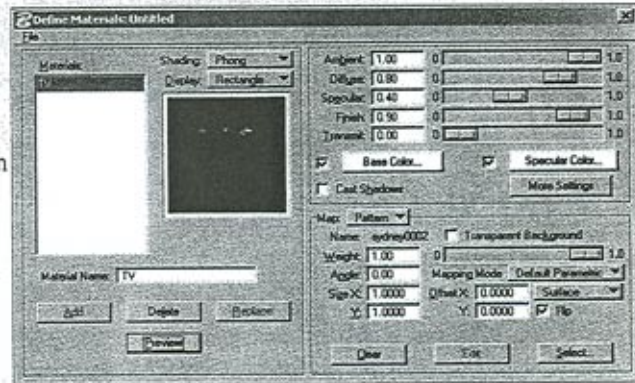 Define Materials: Untitled
File
Materials:
TV
Shading: Phong
Display: Rectangle
Material Name: TV
Add Delete Replace
Preview
Ambient: 1.00 0 1.0
Diffuse: 0.80 0 1.0
Specular: 0.40 0 1.0
Finish: 0.90 0 1.0
Transmit: 0.00 0 1.0
Base Color... Specular Color...
Cast Shadows More Settings
Map: Pattern
Name: sydney0002 Transparent Background
Weight: 1.00 0 1.0
Angle: 0.00 Mapping Mode Default Parametric
Size X: 1.0000 Offset X: 0.0000 Surface
Y: 1.0000 Y: 0.0000 Flip
Clear Edit Select...